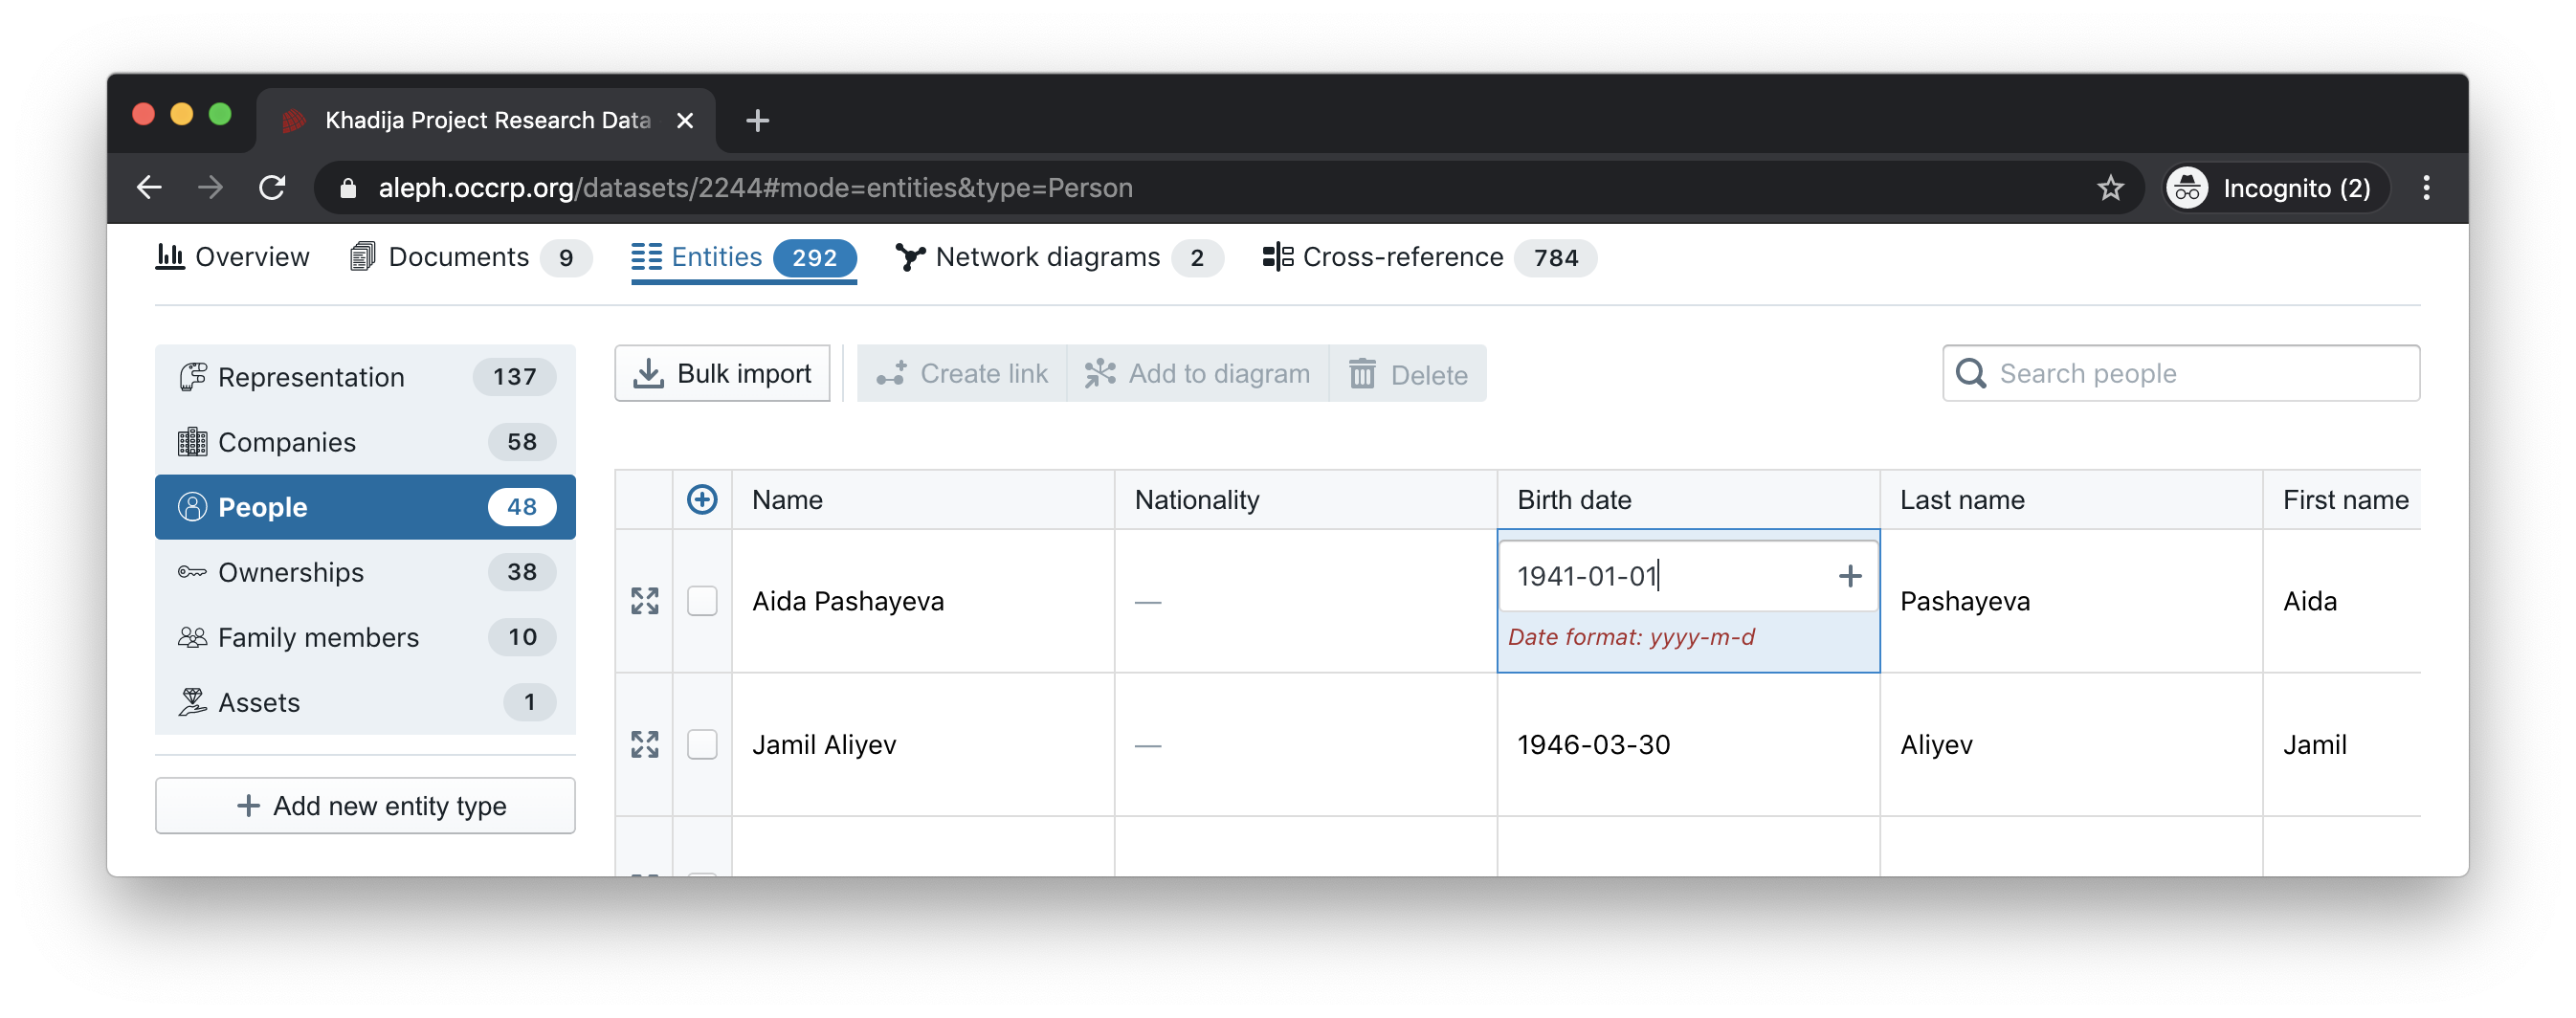 Khadija Project Research Data
aleph.occrp.org/datasets/2244#mode=entities&type=Person
Incognito (2)
Overview
Documents 9
Entities 292
Network diagrams 2
Cross-reference 784
Representation 137
Companies 58
People 48
Ownerships 38
Family members 10
Assets 1
Add new entity type
Bulk import
Create link
Add to diagram
Delete
Search people
Name Nationality Birth date Last name First name
Aida Pashayeva — 1941-01-01 Pashayeva Aida
Date format: yyyy-m-d
Jamil Aliyev — 1946-03-30 Aliyev Jamil